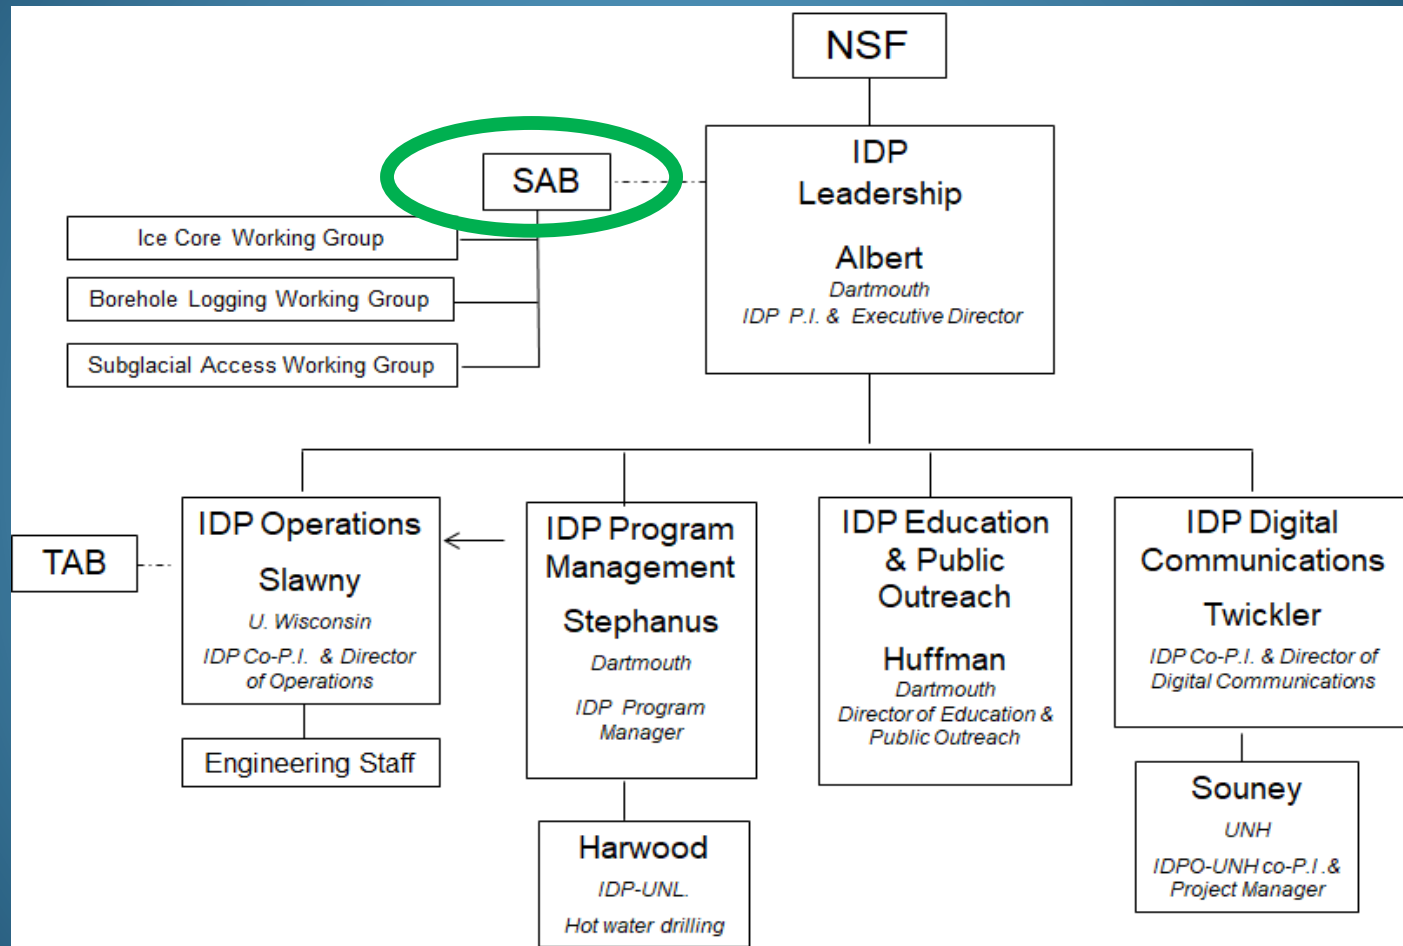 NSF
IDP
Leadership
Albert
Dartmouth
IDP P.I. & Executive Director
SAB
Ice Core Working Group
Borehole Logging Working Group
Subglacial Access Working Group
TAB
IDP Operations
Slawny
U. Wisconsin
IDP Co-P.I. & Director
of Operations
Engineering Staff
IDP Program
Management
Stephanus
Dartmouth
IDP Program
Manager
Harwood
IDP-UNL.
Hot water drilling
IDP Education
& Public
Outreach
Huffman
Dartmouth
Director of Education &
Public Outreach
IDP Digital
Communications
Twickler
IDP Co-P.I. & Director of
Digital Communications
Souney
UNH
IDPO-UNH co-P.I.&
Project Manager